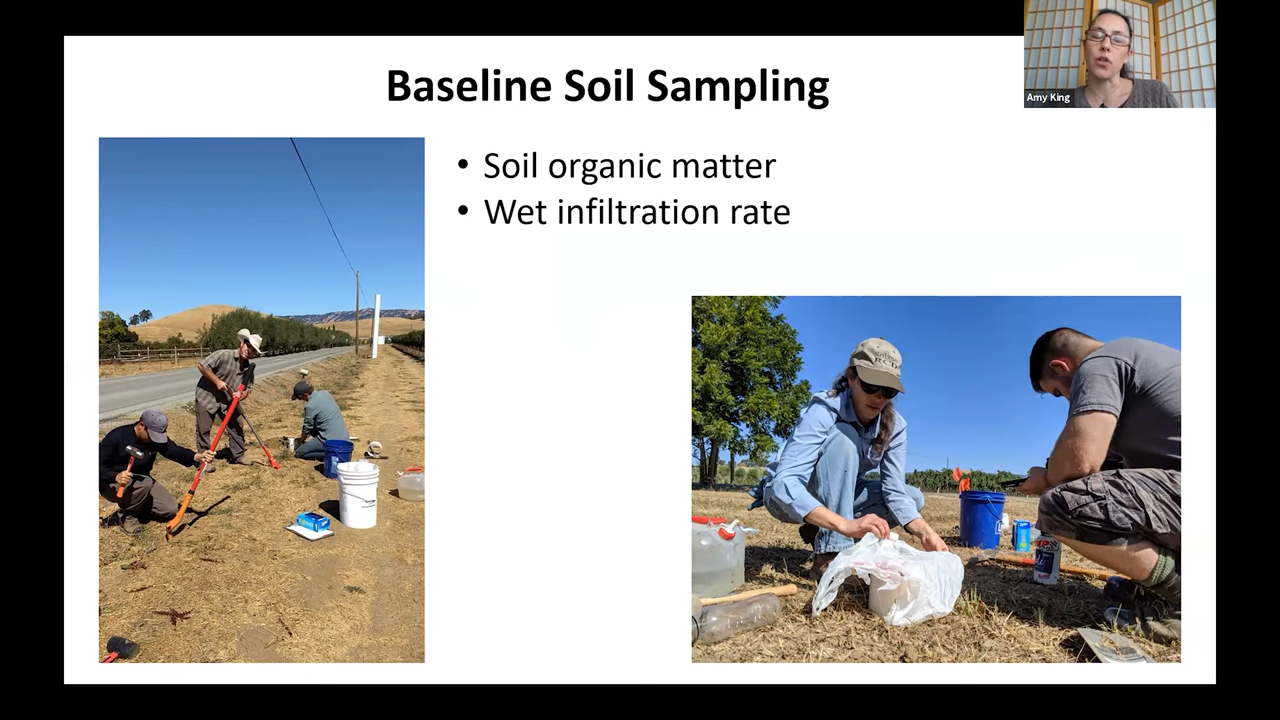 Baseline Soil Sampling
Amy King
• Soil organic matter
• Wet infiltration rate